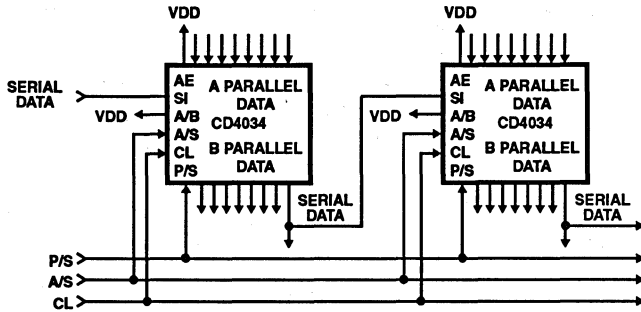 VDD
VDD
SERIAL
DATA
AE
SI
A/B
A/S
CL
P/S
A PARALLEL
DATA
CD4034
B PARALLEL
DATA
VDD
SERIAL
DATA
AE
SI
A/B
A/S
CL
P/S
A PARALLEL
DATA
CD4034
B PARALLEL
DATA
VDD
SERIAL
DATA
P/S
A/S
CL